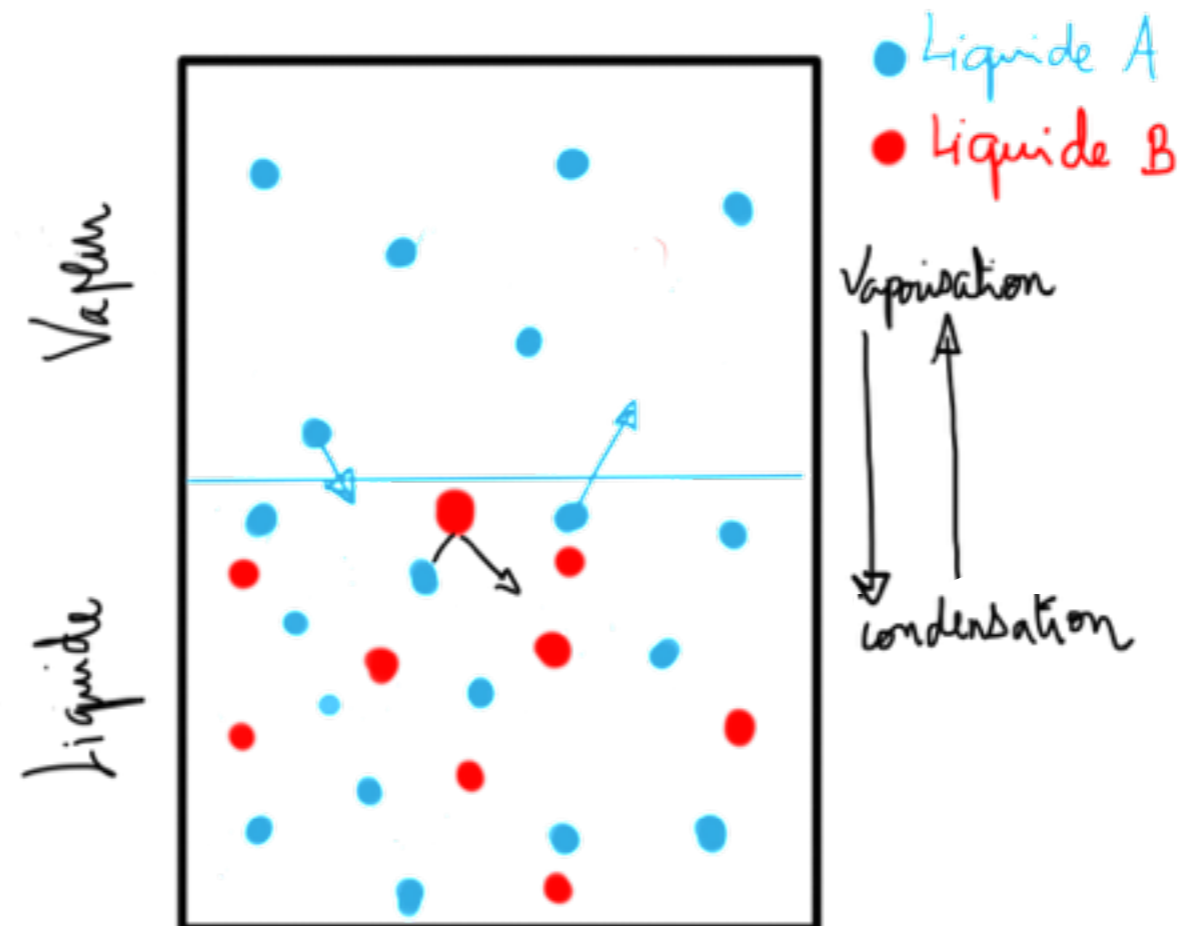 Liquide A
Liquide B
Vapeur
Vaporisation
Liquide
condensation